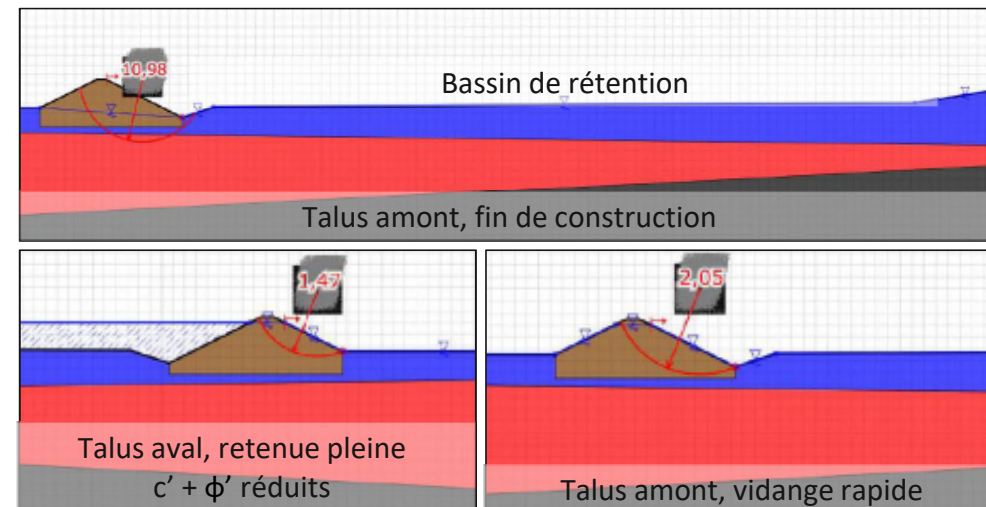 10,98
Bassin de rétention
Talus amont, fin de construction
1,47
Talus aval, retenue pleine
c' + ϕ' réduits
2,05
Talus amont, vidange rapide